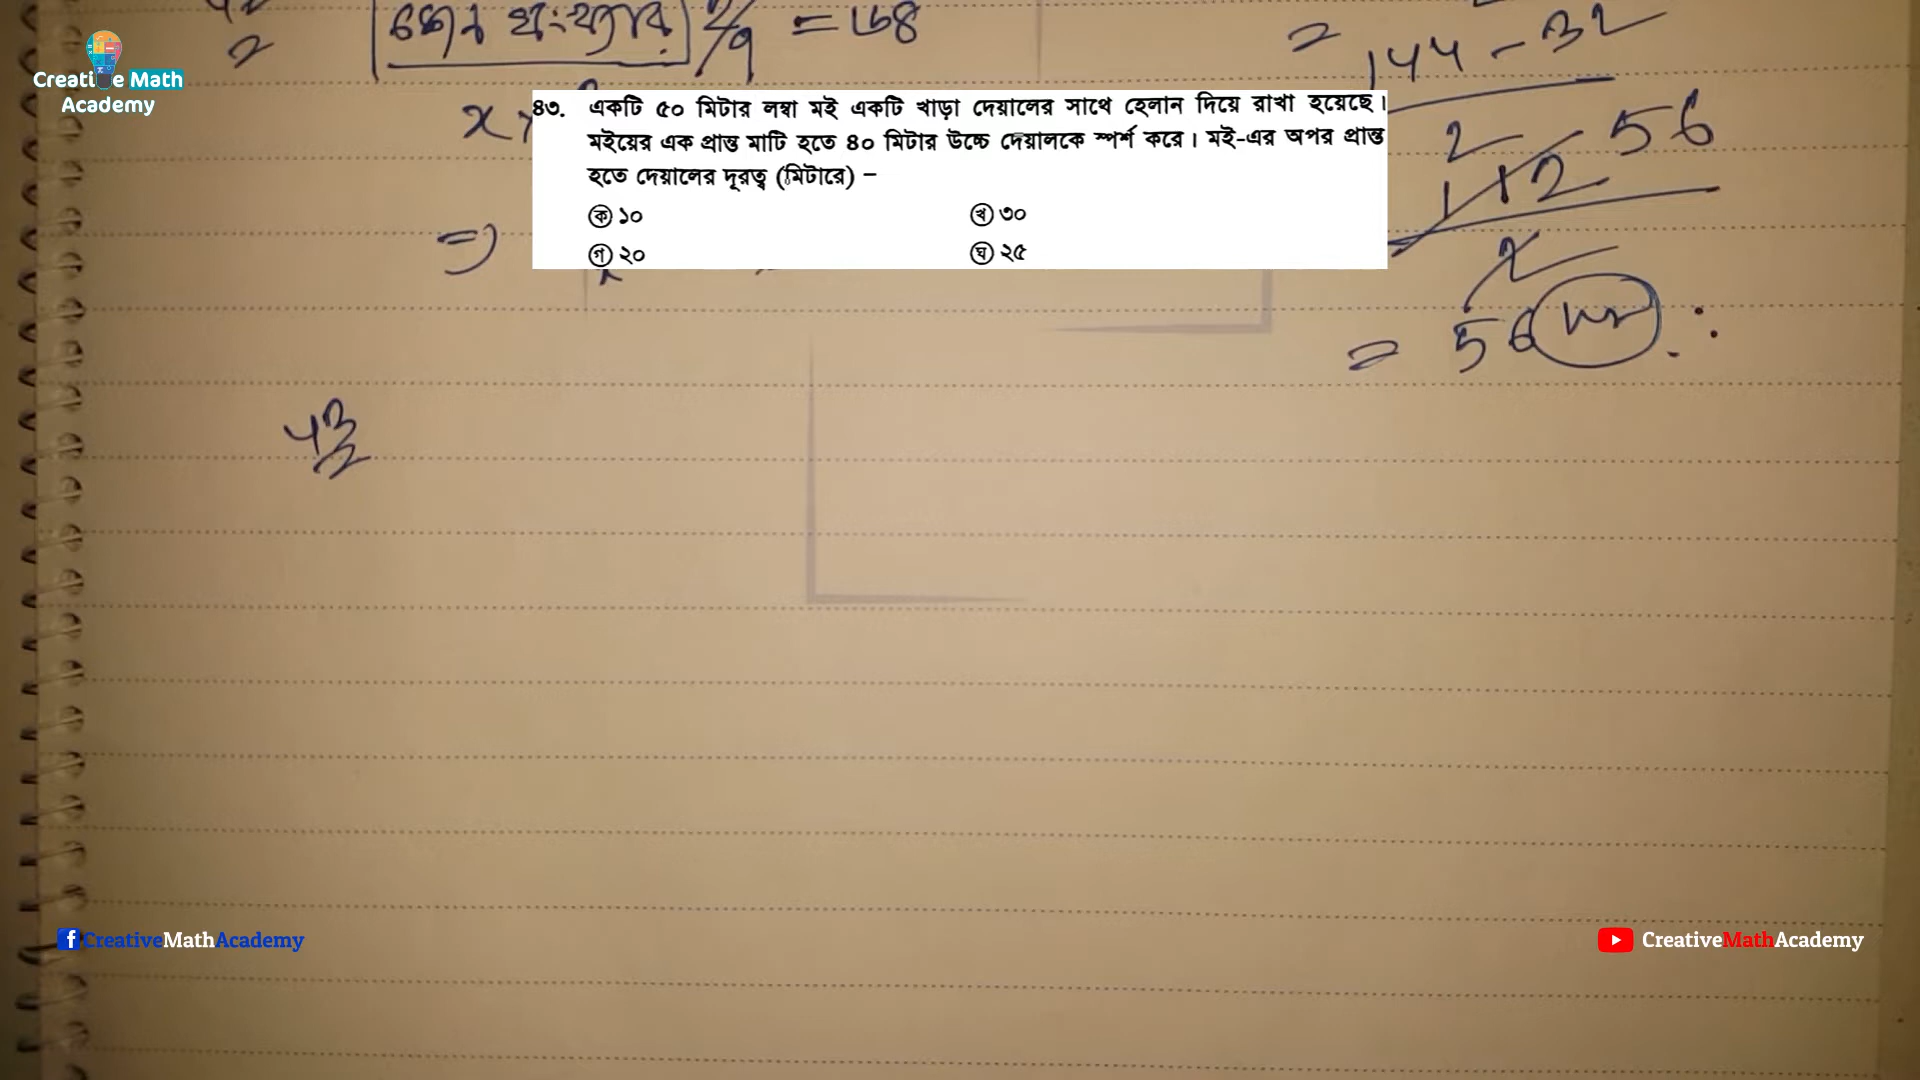 = 168
= 144 - 32
Creative Math
Academy
৪৩. একটি ৫০ মিটার লম্বা মই একটি খাড়া দেয়ালের সাথে হেলান দিয়ে রাখা হয়েছে।
মইয়ের এক প্রান্ত মাটি হতে ৪০ মিটার উচ্চে দেয়ালকে স্পর্শ করে। মই-এর অপর প্রান্ত
হতে দেয়ালের দূরত্ব (মিটারে) –
ক ১০ খ ৩০
গ ২০ ঘ ২৫
x
2
112 56
=>
2
= 56
43
CreativeMathAcademy
CreativeMathAcademy